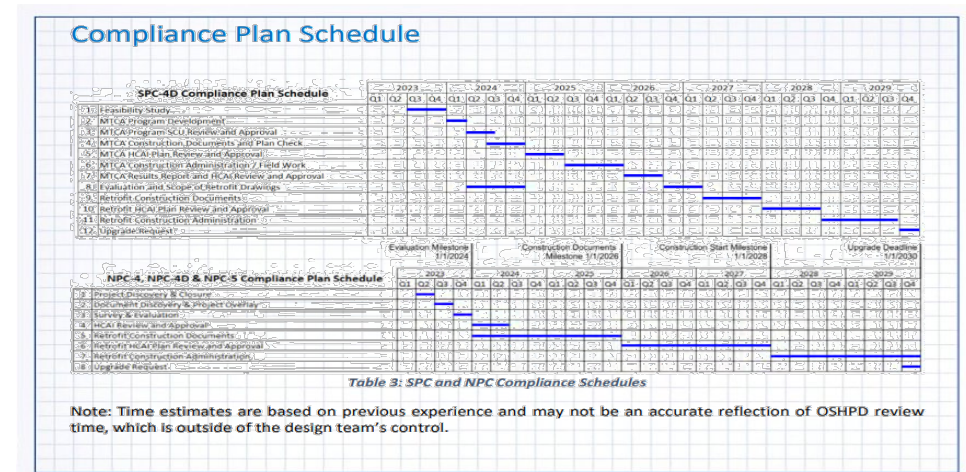 Compliance Plan Schedule
SPC-4D Compliance Plan Schedule
2023 2024 2025 2026 2027 2028 2029
Q1 Q2 Q3 Q4 Q1 Q2 Q3 Q4 Q1 Q2 Q3 Q4 Q1 Q2 Q3 Q4 Q1 Q2 Q3 Q4 Q1 Q2 Q3 Q4 Q1 Q2 Q3 Q4
1 Feasibility Study
2 MTCA Program Development
3 MTCA Program SCU Review and Approval
4 MTCA Construction Documents and Plan Check
5 MTCA HCAI Plan Review and Approval
6 MTCA Construction Administration / Field Work
7 MTCA Results Report and HCAI Review and Approval
8 Evaluation and Scope of Retrofit Drawings
9 Retrofit Construction Documents
10 Retrofit HCAI Plan Review and Approval
11 Retrofit Construction Administration
12 Upgrade Request
Evaluation Milestone Construction Documents Construction Start Milestone Upgrade Deadline
1/1/2024 Milestone 1/1/2026 1/1/2028 1/1/2030
NPC-4, NPC-4D & NPC-5 Compliance Plan Schedule
2023 2024 2025 2026 2027 2028 2029
Q1 Q2 Q3 Q4 Q1 Q2 Q3 Q4 Q1 Q2 Q3 Q4 Q1 Q2 Q3 Q4 Q1 Q2 Q3 Q4 Q1 Q2 Q3 Q4 Q1 Q2 Q3 Q4
1 Project Discovery & Closure
2 Document Discovery & Project Overlay
3 Survey & Evaluation
4 HCAI Review and Approval
5 Retrofit Construction Documents
6 Retrofit HCAI Plan Review and Approval
7 Retrofit Construction Administration
8 Upgrade Request
Table 3: SPC and NPC Compliance Schedules
Note: Time estimates are based on previous experience and may not be an accurate reflection of OSHPD review
time, which is outside of the design team's control.